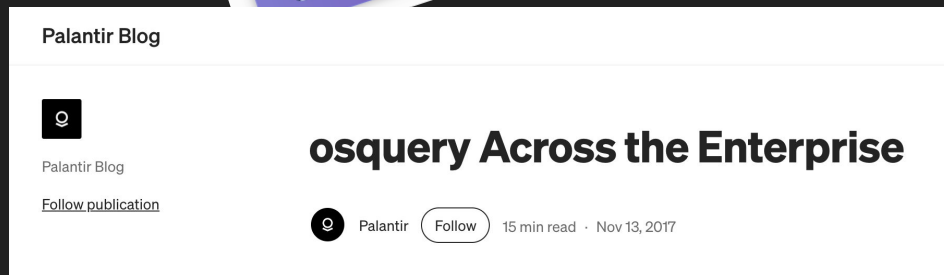 Palantir Blog
Palantir Blog
Follow publication
osquery Across the Enterprise
Palantir Follow 15 min read · Nov 13, 2017